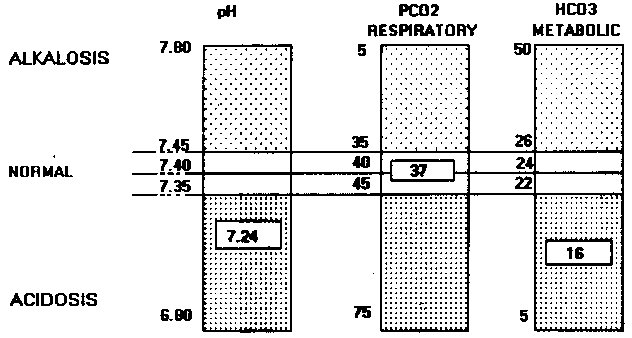 pH PCO2 HCO3
RESPIRATORY METABOLIC
ALKALOSIS 7.80 5 50
7.45 35 26
NORMAL 7.40 40 37 24
7.35 45 22
7.24
16
ACIDOSIS 6.80 75 5